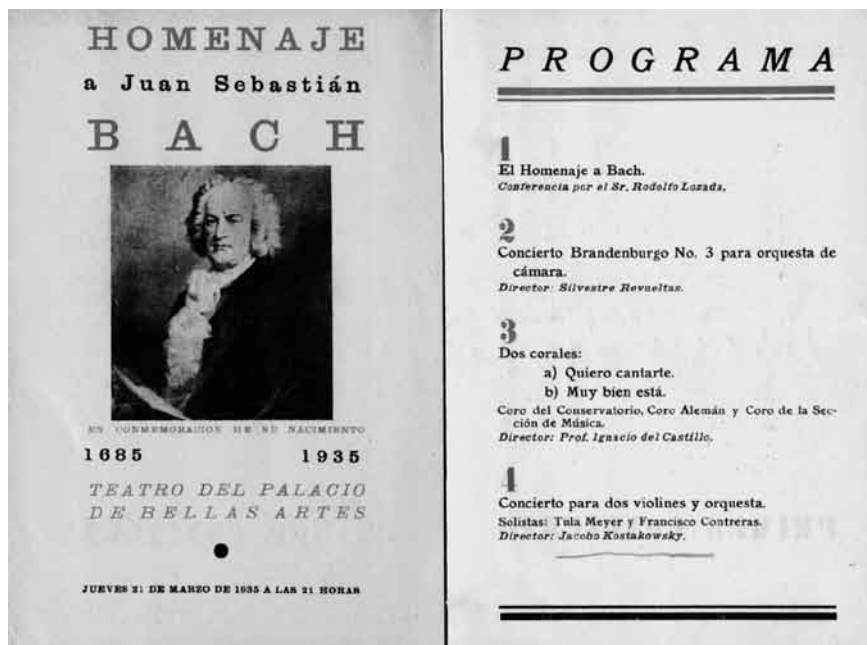 HOMENAJE
a Juan Sebastián
BACH
EN CONMEMORACION DE SU NACIMIENTO
1685 1935
TEATRO DEL PALACIO
DE BELLAS ARTES
JUEVES 21 DE MARZO DE 1935 A LAS 21 HORAS
PROGRAMA
1
El Homenaje a Bach.
Conferencia por el Sr. Rodolfo Lozada.
2
Concierto Brandenburgo No. 3 para orquesta de
cámara.
Director: Silvestre Revueltas.
3
Dos corales:
a) Quiero cantarte.
b) Muy bien está.
Coro del Conservatorio, Coro Alemán y Coro de la Sec-
ción de Música.
Director: Prof. Ignacio del Castillo.
4
Concierto para dos violines y orquesta.
Solistas: Tula Meyer y Francisco Contreras.
Director: Jacobo Kostakowsky.